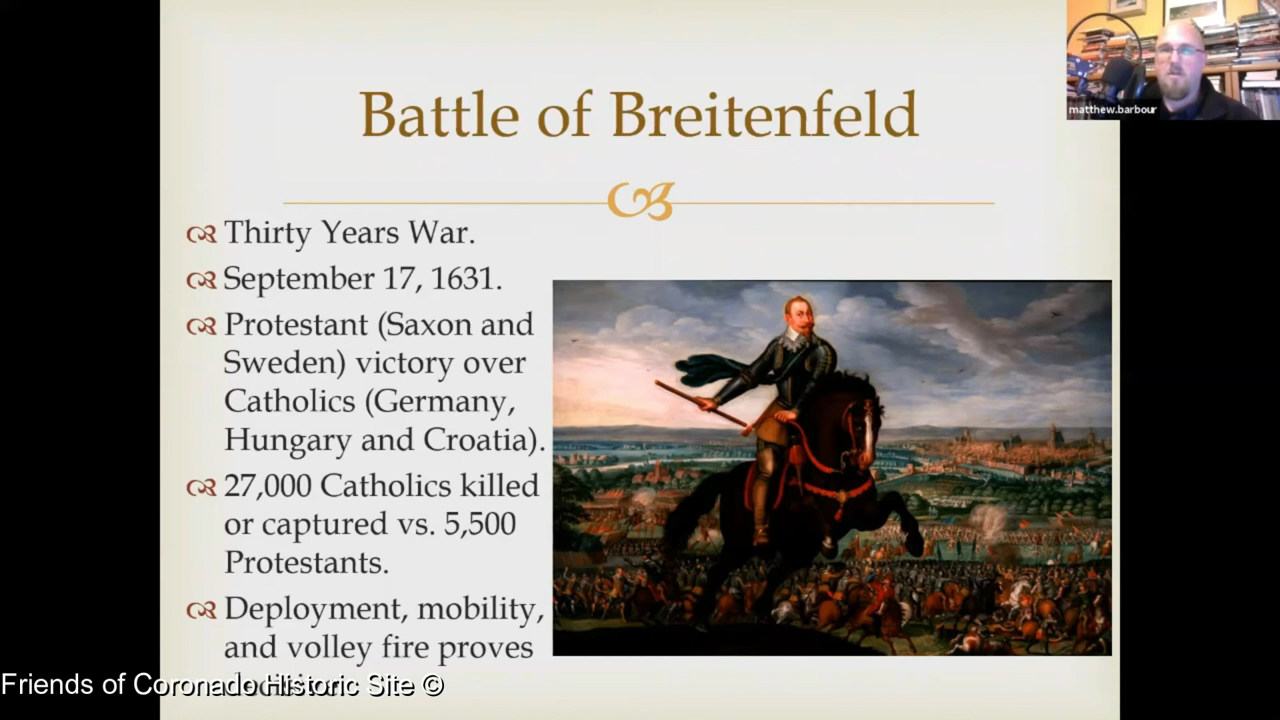 Battle of Breitenfeld
matthew.barbour
Thirty Years War.
September 17, 1631.
Protestant (Saxon and
Sweden) victory over
Catholics (Germany,
Hungary and Croatia).
27,000 Catholics killed
or captured vs. 5,500
Protestants.
Deployment, mobility,
and volley fire proves
Friends of Coronado Historic Site ©